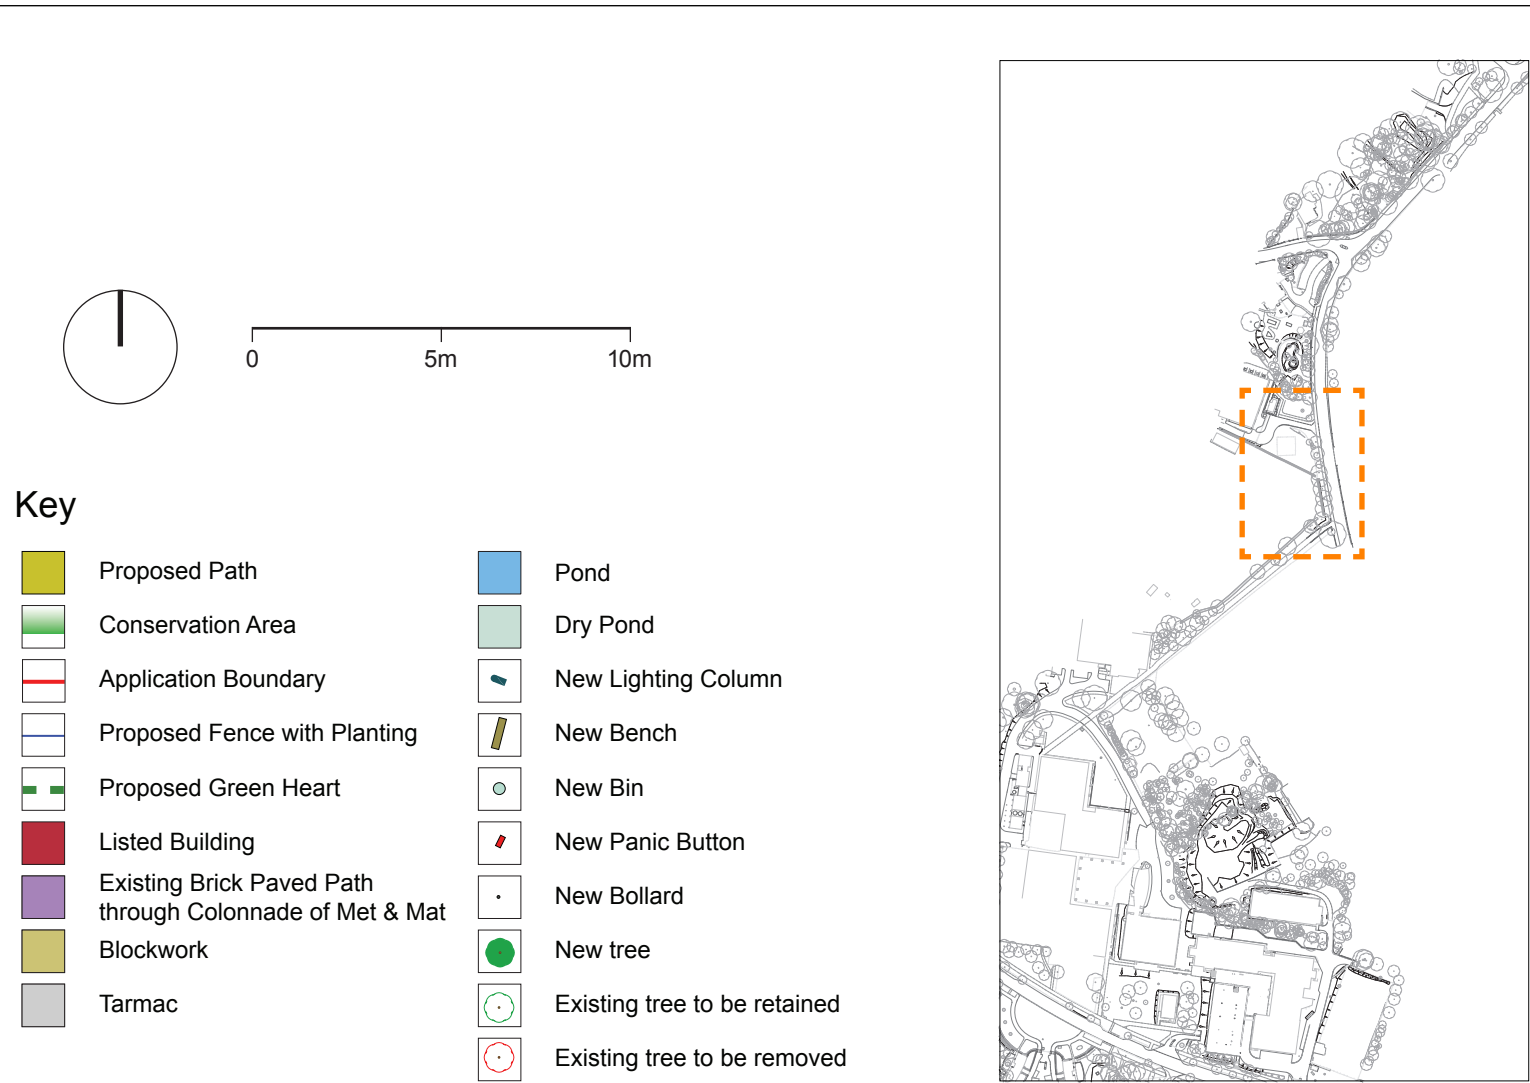 0
5m
10m
Key
Proposed Path
Conservation Area
Application Boundary
Proposed Fence with Planting
Proposed Green Heart
Listed Building
Existing Brick Paved Path
through Colonnade of Met & Mat
Blockwork
Tarmac
Pond
Dry Pond
New Lighting Column
New Bench
New Bin
New Panic Button
New Bollard
New tree
Existing tree to be retained
Existing tree to be removed